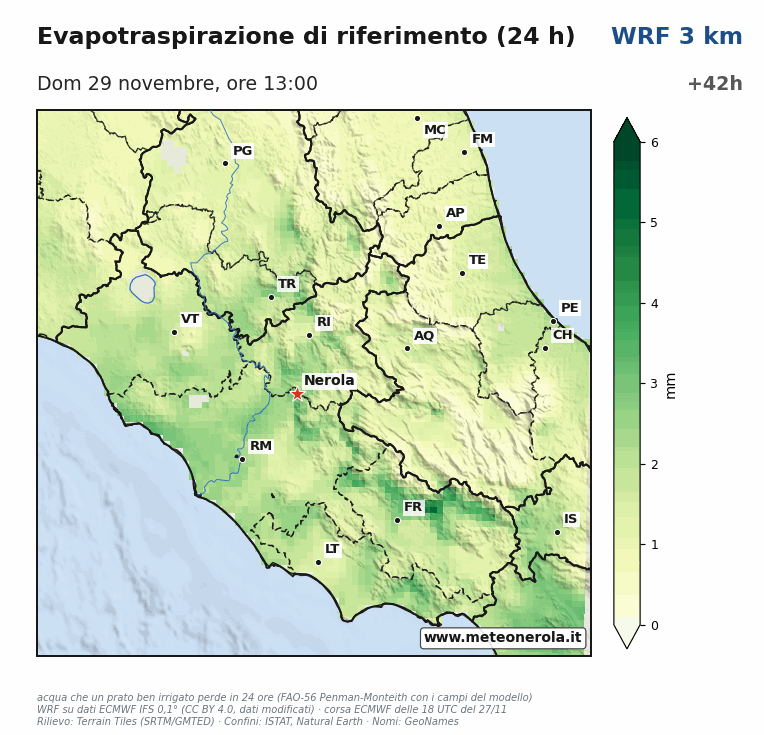 Evapotraspirazione di riferimento (24 h) WRF 3 km
Dom 29 novembre, ore 13:00 +42h
MC
FM
PG
AP
TE
TR
PE
VT
RI
CH
AQ
Nerola
RM
FR
IS
LT
www.meteonerola.it
6
5
4
3
2
1
0
mm
acqua che un prato ben irrigato perde in 24 ore (FAO-56 Penman-Monteith con i campi del modello)
WRF su dati ECMWF IFS 0,1° (CC BY 4.0, dati modificati) · corsa ECMWF delle 18 UTC del 27/11
Rilievo: Terrain Tiles (SRTM/GMTED) · Confini: ISTAT, Natural Earth · Nomi: GeoNames